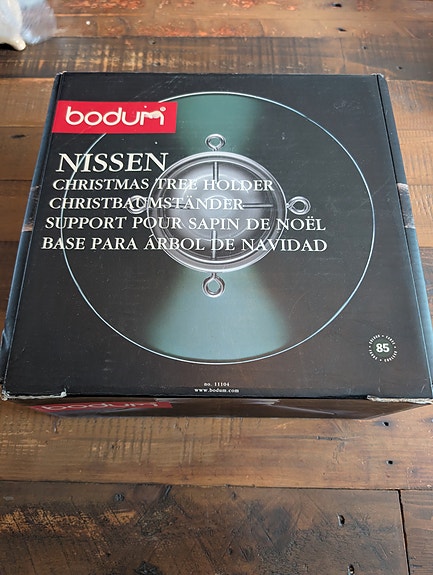 bodum
NISSEN
CHRISTMAS TREE HOLDER
CHRISTBAUMSTÄNDER
SUPPORT POUR SAPIN DE NOËL
BASE PARA ÁRBOL DE NAVIDAD
85
no. 11104
www.bodum.com
bodum